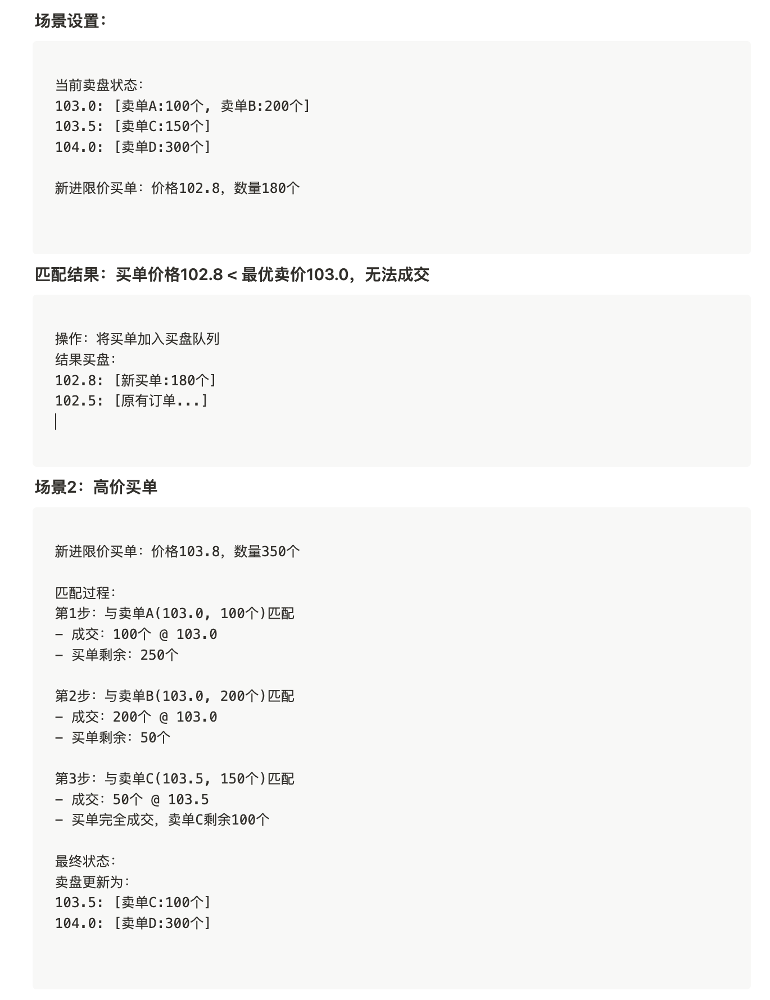 场景设置：
当前卖盘状态：
103.0: [卖单A:100个, 卖单B:200个]
103.5: [卖单C:150个]
104.0: [卖单D:300个]
新进限价买单：价格102.8，数量180个
匹配结果：买单价格102.8 < 最优卖价103.0，无法成交
操作：将买单加入买盘队列
结果买盘：
102.8: [新买单:180个]
102.5: [原有订单...]
场景2：高价买单
新进限价买单：价格103.8，数量350个
匹配过程：
第1步：与卖单A(103.0, 100个)匹配
- 成交：100个 @ 103.0
- 买单剩余：250个
第2步：与卖单B(103.0, 200个)匹配
- 成交：200个 @ 103.0
- 买单剩余：50个
第3步：与卖单C(103.5, 150个)匹配
- 成交：50个 @ 103.5
- 买单完全成交，卖单C剩余100个
最终状态：
卖盘更新为：
103.5: [卖单C:100个]
104.0: [卖单D:300个]